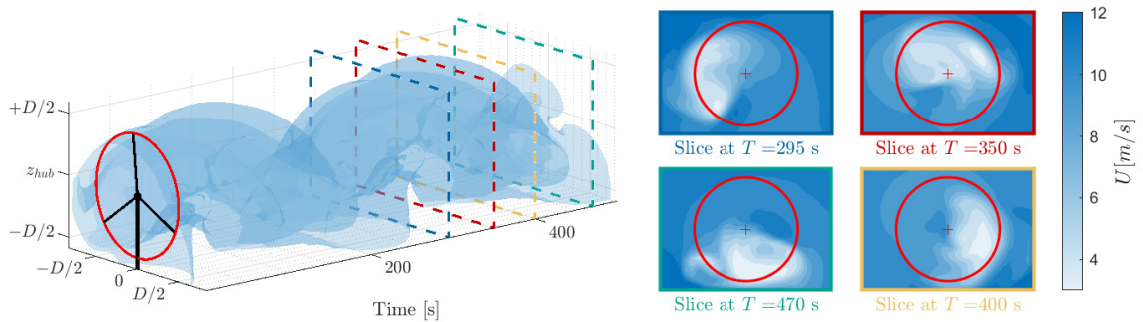 +D/2
z_hub
−D/2
−D/2
0
D/2
200
400
Time [s]
Slice at T =295 s
Slice at T =350 s
Slice at T =470 s
Slice at T =400 s
12
10
8
6
4
U[m/s]